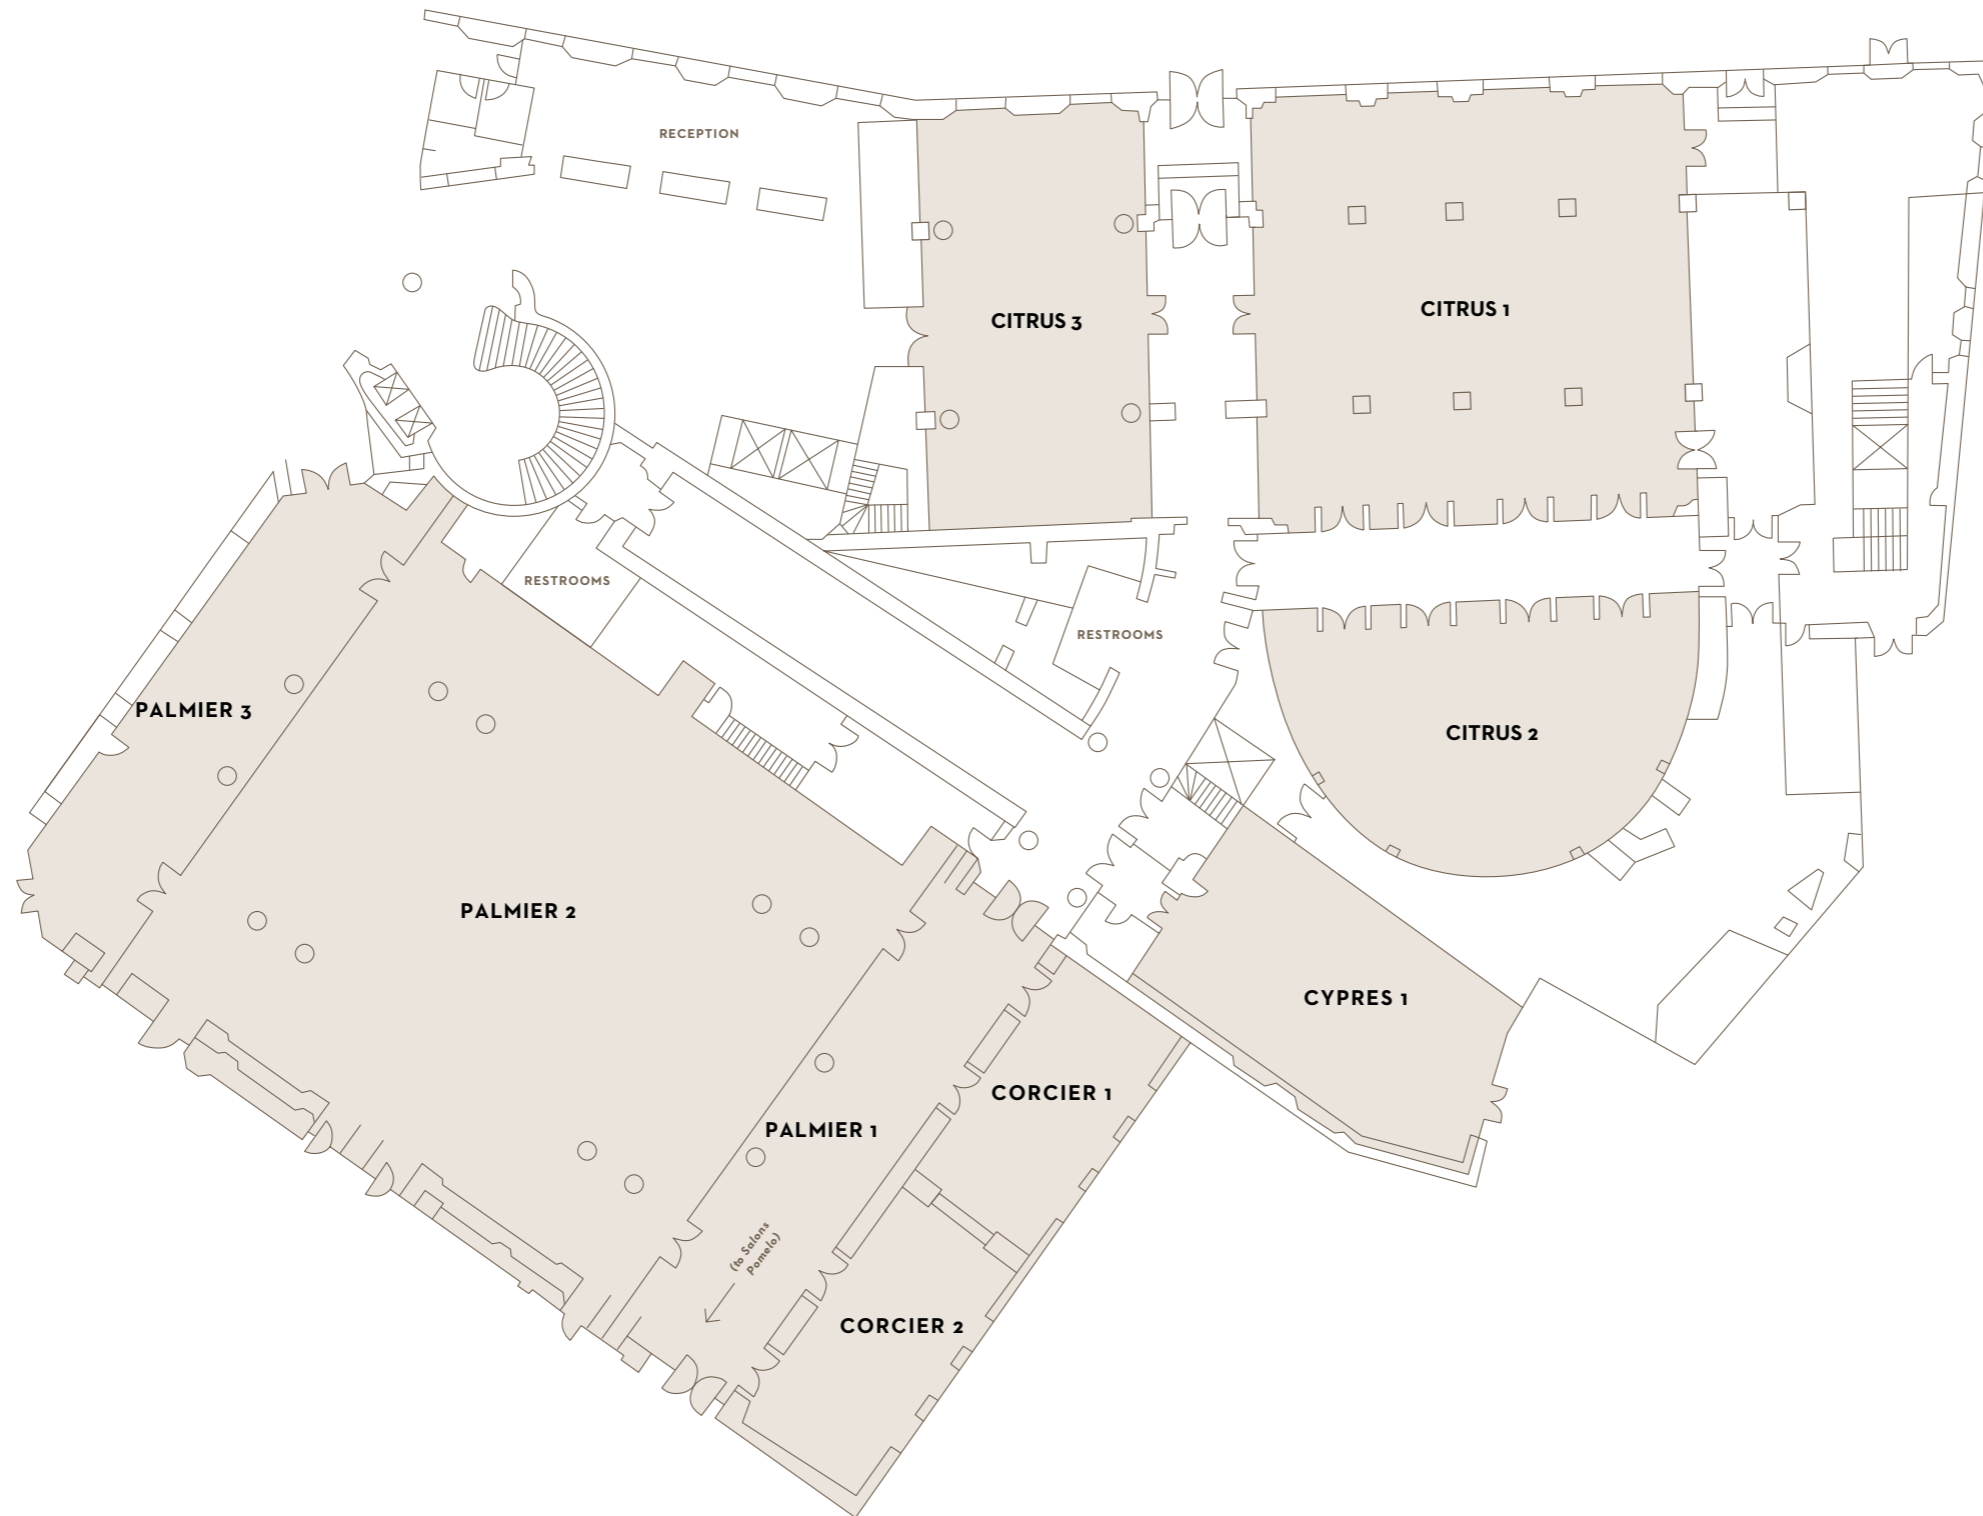 RECEPTION
CITRUS 3
CITRUS 1
RESTROOMS
RESTROOMS
PALMIER 3
CITRUS 2
PALMIER 2
CYPRES 1
CORCIER 1
PALMIER 1
(to Salons
Pomelo)
CORCIER 2